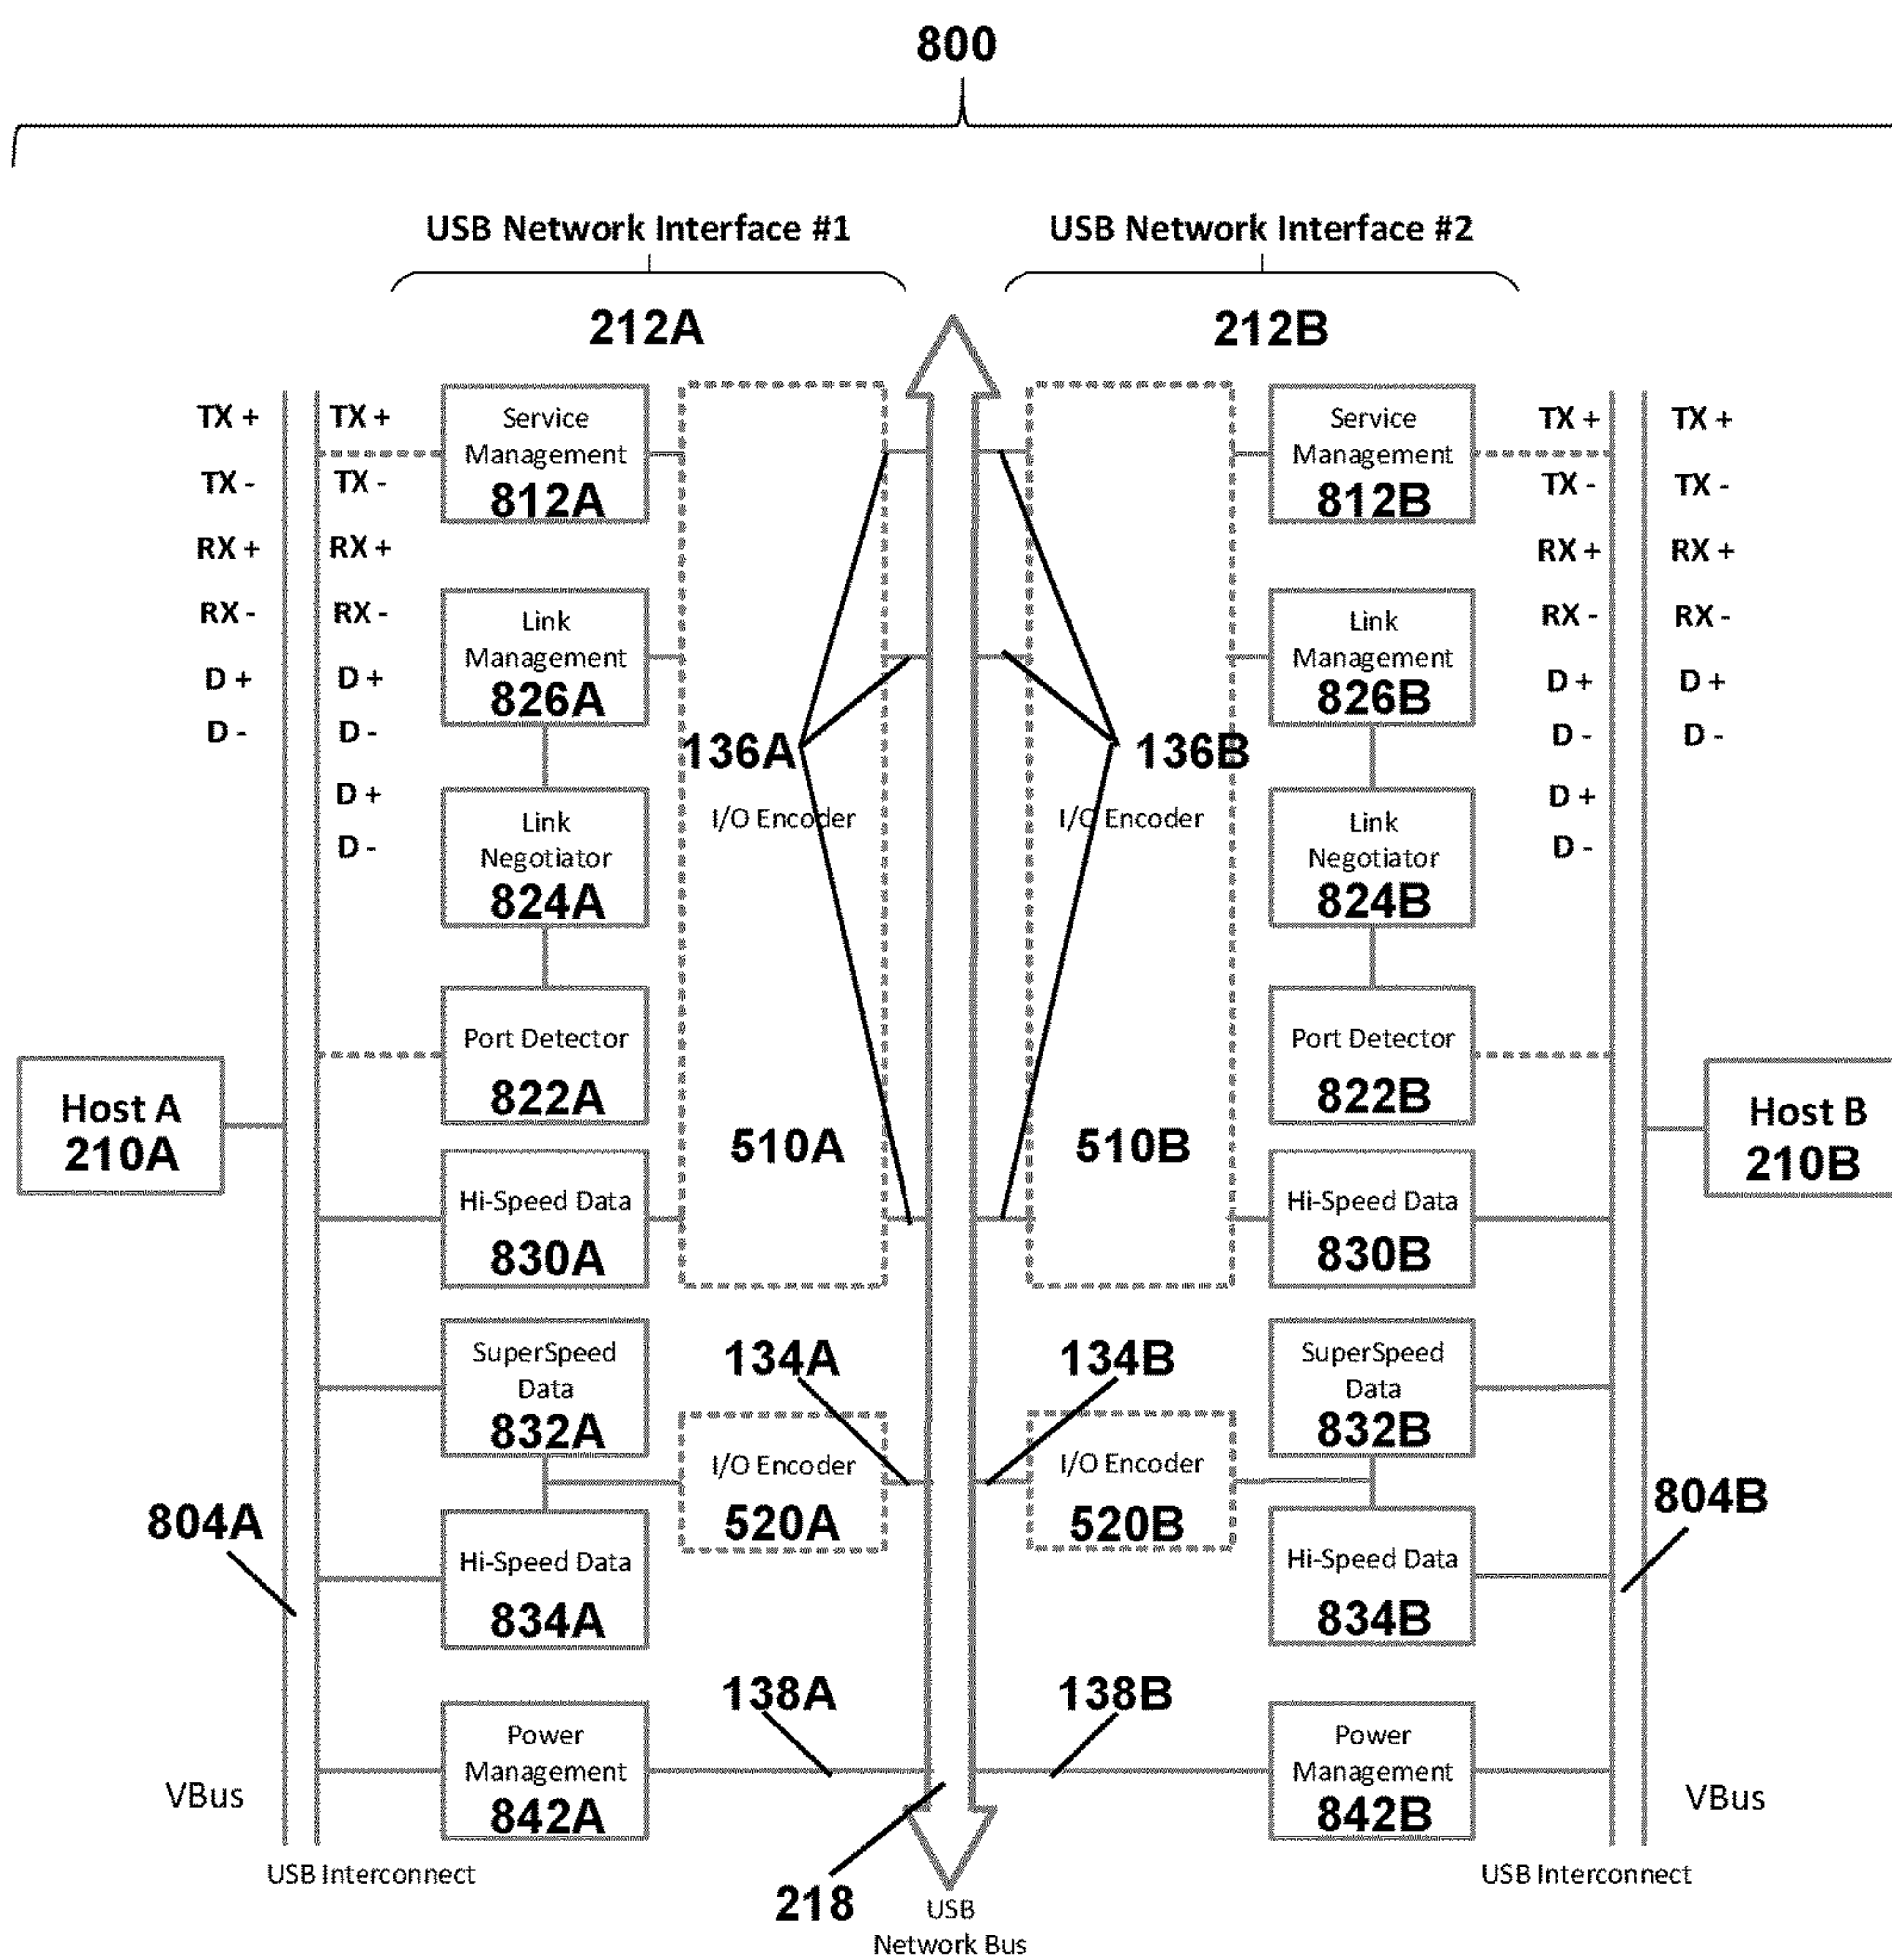 800
USB Network Interface #1
USB Network Interface #2
212A
212B
TX +
TX -
RX +
RX -
D +
D -
TX +
TX -
RX +
RX -
D +
D -
D +
D -
Service
Management
812A
Link
Management
826A
Link
Negotiator
824A
Port Detector
822A
Hi-Speed Data
830A
SuperSpeed
Data
832A
Hi-Speed Data
834A
Power
Management
842A
136A
I/O Encoder
510A
134A
I/O Encoder
520A
138A
Host A
210A
804A
VBus
USB Interconnect
218
USB
Network Bus
136B
I/O Encoder
510B
134B
I/O Encoder
520B
138B
Service
Management
812B
Link
Management
826B
Link
Negotiator
824B
Port Detector
822B
Hi-Speed Data
830B
SuperSpeed
Data
832B
Hi-Speed Data
834B
Power
Management
842B
TX +
TX -
RX +
RX -
D +
D -
D +
D -
TX +
TX -
RX +
RX -
D +
D -
Host B
210B
804B
VBus
USB Interconnect